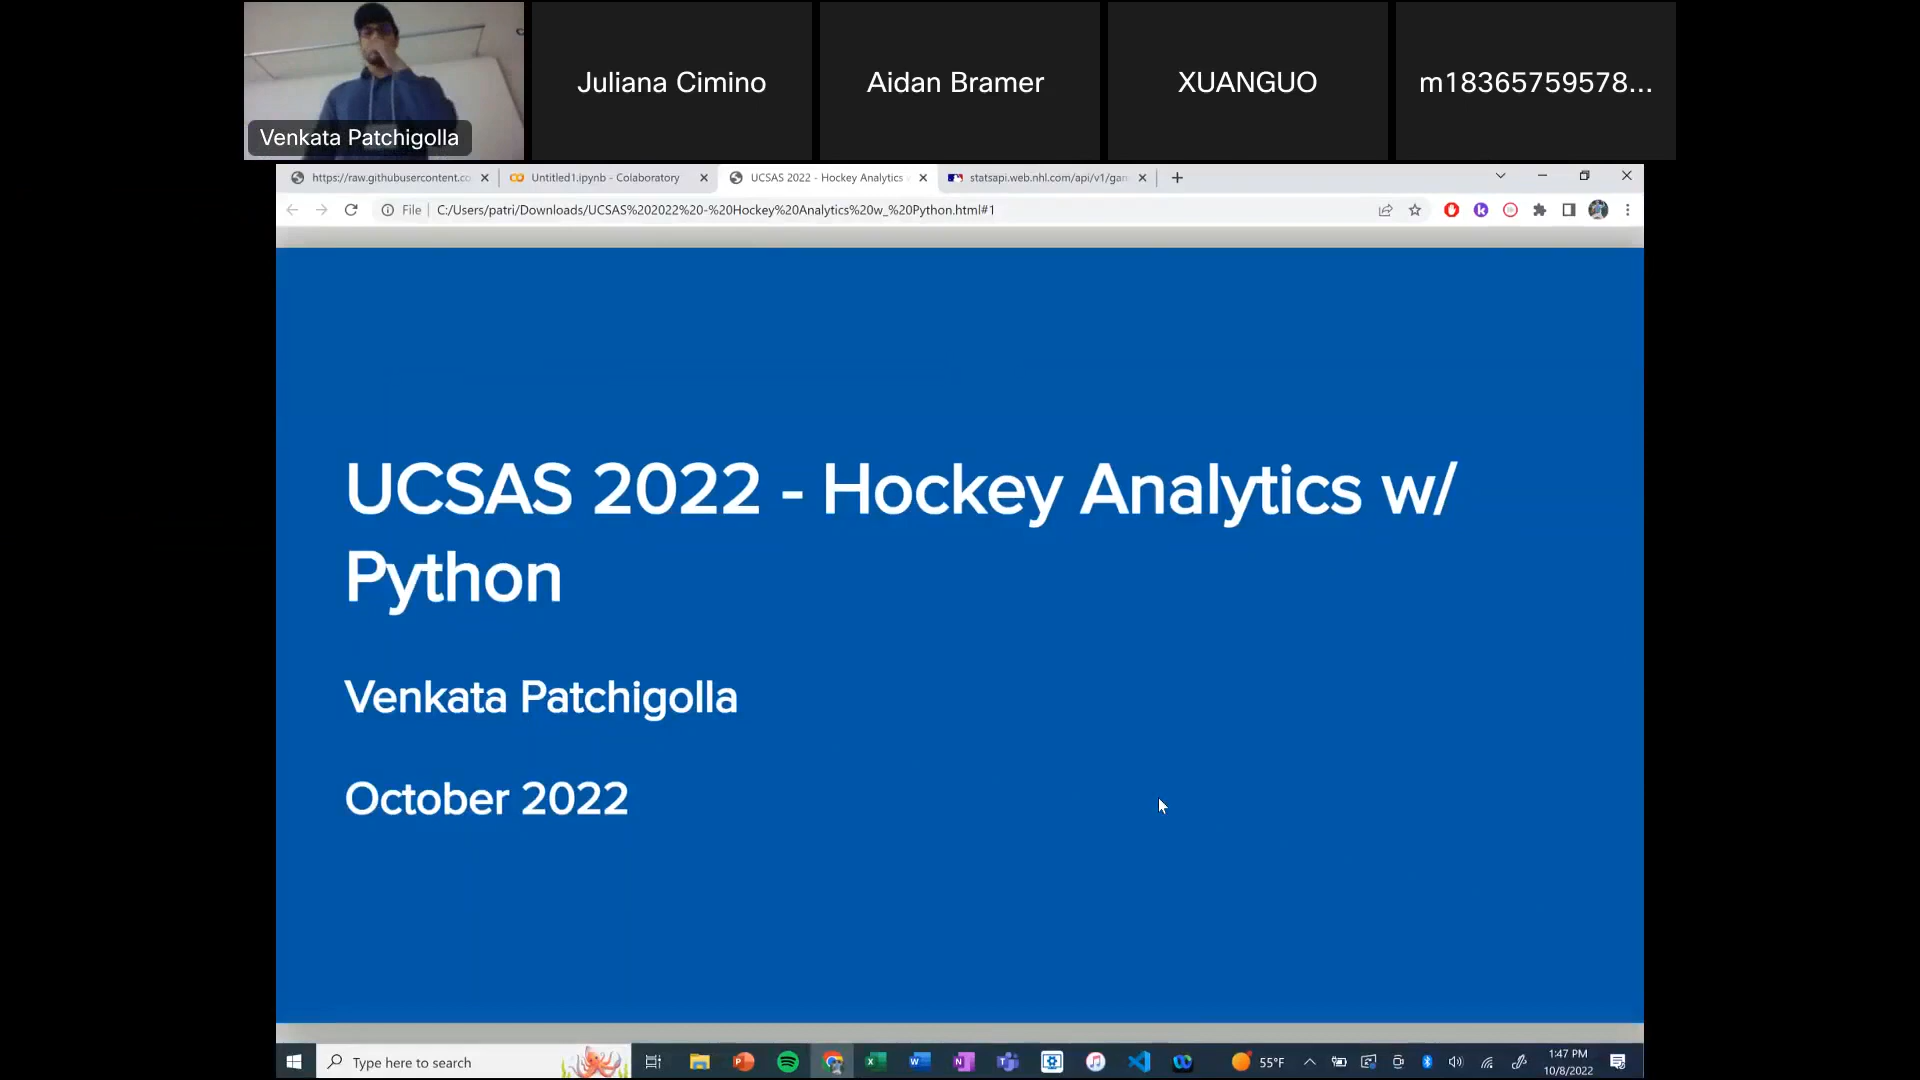 Venkata Patchigolla
Juliana Cimino
Aidan Bramer
XUANGUO
m18365759578...
https://raw.githubusercontent.co
Untitled1.ipynb - Colaboratory
UCSAS 2022 - Hockey Analytics
statsapi.web.nhl.com/api/v1/gam
File
C:/Users/patri/Downloads/UCSAS%202022%20-%20Hockey%20Analytics%20w_%20Python.html#1
UCSAS 2022 - Hockey Analytics w/
Python
Venkata Patchigolla
October 2022
Type here to search
55°F
1:47 PM
10/8/2022